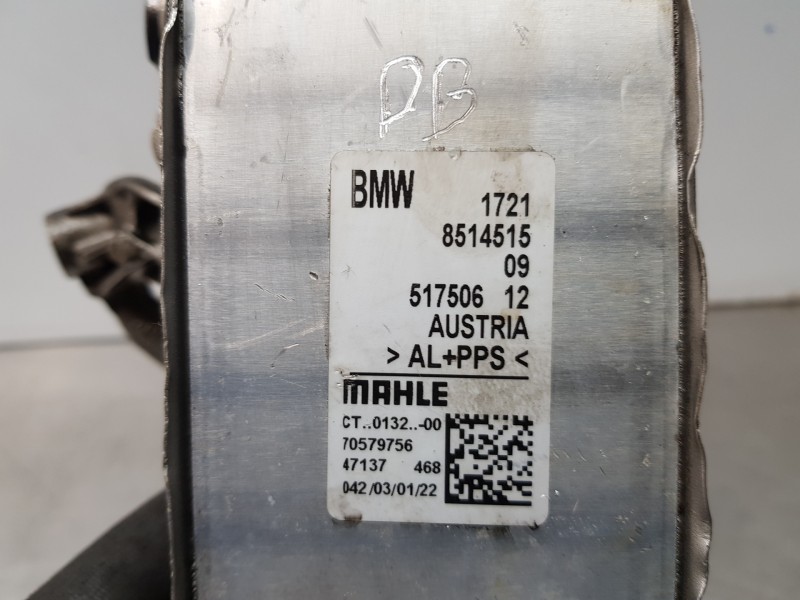 PB
BMW 1721
8514515
09
517506 12
AUSTRIA
> AL+PPS <
MAHLE
CT..0132..-00
70579756
47137 468
042/03/01/22